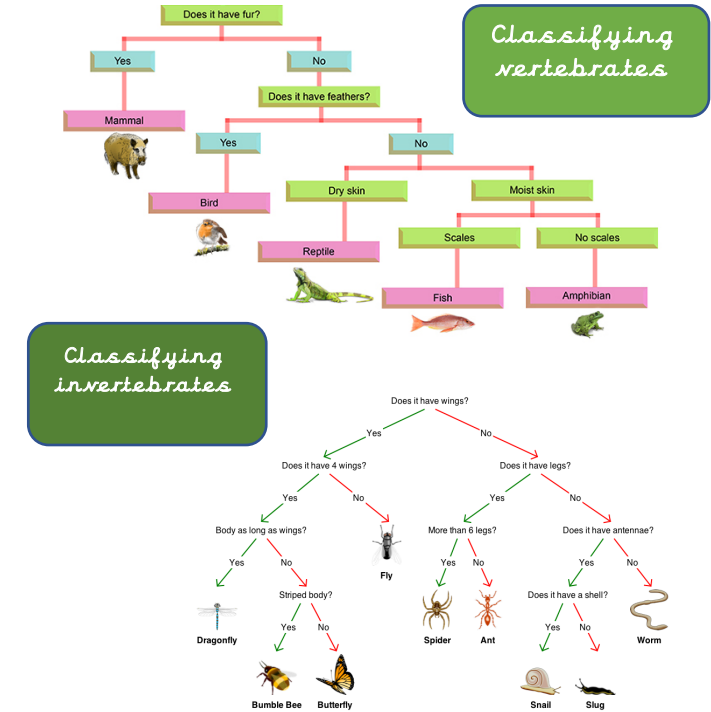 Does it have fur?
Classifying
vertebrates
Yes
No
Does it have feathers?
Mammal
Yes
No
Bird
Dry skin
Moist skin
Scales
No scales
Reptile
Fish
Amphibian
Classifying
invertebrates
Does it have wings?
Yes
No
Does it have 4 wings?
Does it have legs?
Yes
No
Yes
No
Body as long as wings?
More than 6 legs?
Does it have antennae?
Yes
No
Fly
Yes
No
Yes
No
Striped body?
Does it have a shell?
Dragonfly
Yes
No
Spider
Ant
Yes
No
Worm
Bumble Bee
Butterfly
Snail
Slug